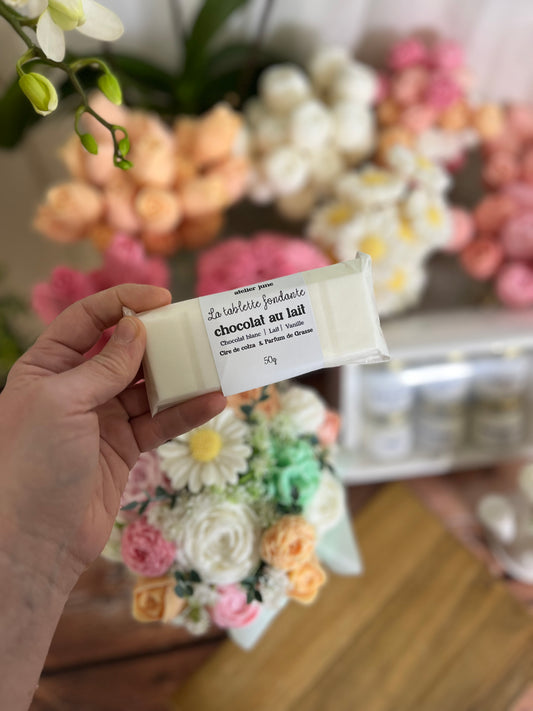 atelier june
La tablette fondante
chocolat au lait
Chocolat blanc | Lait | Vanille
Cire de colza & Parfum de Grasse
50g